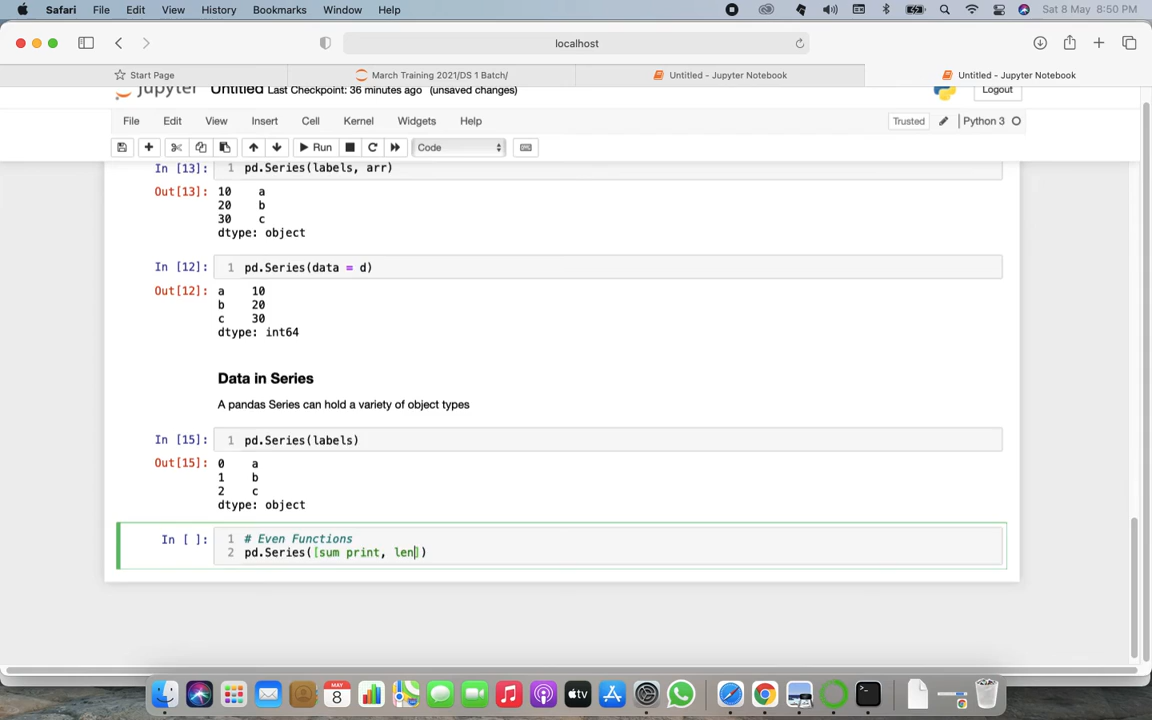 Safari File Edit View History Bookmarks Window Help Sat 8 May 8:50 PM
localhost
Start Page March Training 2021/DS 1 Batch/ Untitled - Jupyter Notebook Untitled - Jupyter Notebook
jupyter Untitled Last Checkpoint: 36 minutes ago (unsaved changes) Logout
File Edit View Insert Cell Kernel Widgets Help Trusted Python 3
Run Code
In [13]: 1 pd.Series(labels, arr)
Out[13]: 10 a
20 b
30 c
dtype: object
In [12]: 1 pd.Series(data = d)
Out[12]: a 10
b 20
c 30
dtype: int64
Data in Series
A pandas Series can hold a variety of object types
In [15]: 1 pd.Series(labels)
Out[15]: 0 a
1 b
2 c
dtype: object
In [ ]: 1 # Even Functions
2 pd.Series([sum print, len])
MAY
8
tv